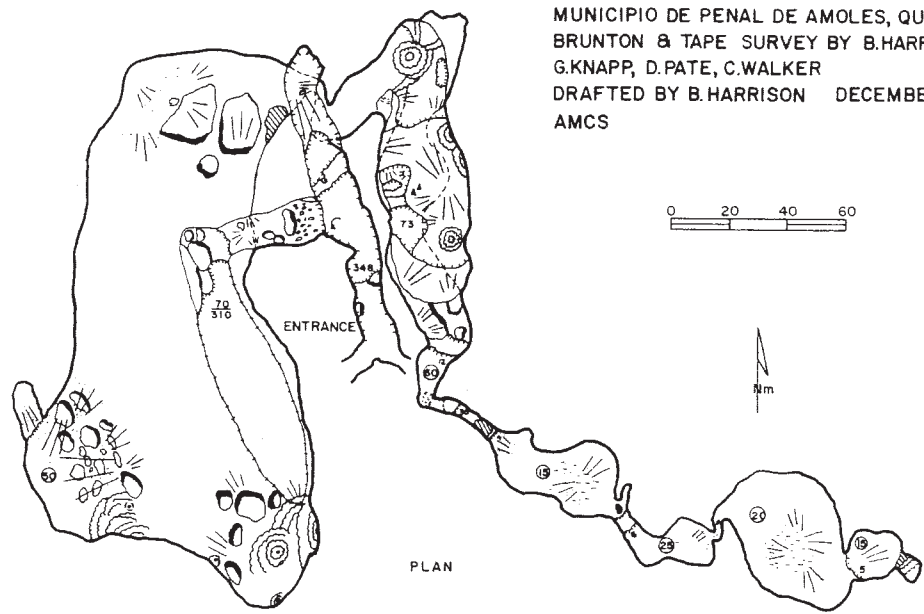 MUNICIPIO DE PENAL DE AMOLES, QU
BRUNTON & TAPE SURVEY BY B.HARR
G.KNAPP, D.PATE, C.WALKER
DRAFTED BY B.HARRISON DECEMBE
AMCS
0 20 40 60
73
348
70
310
ENTRANCE
Nm
50
15
20
25
15
5
PLAN